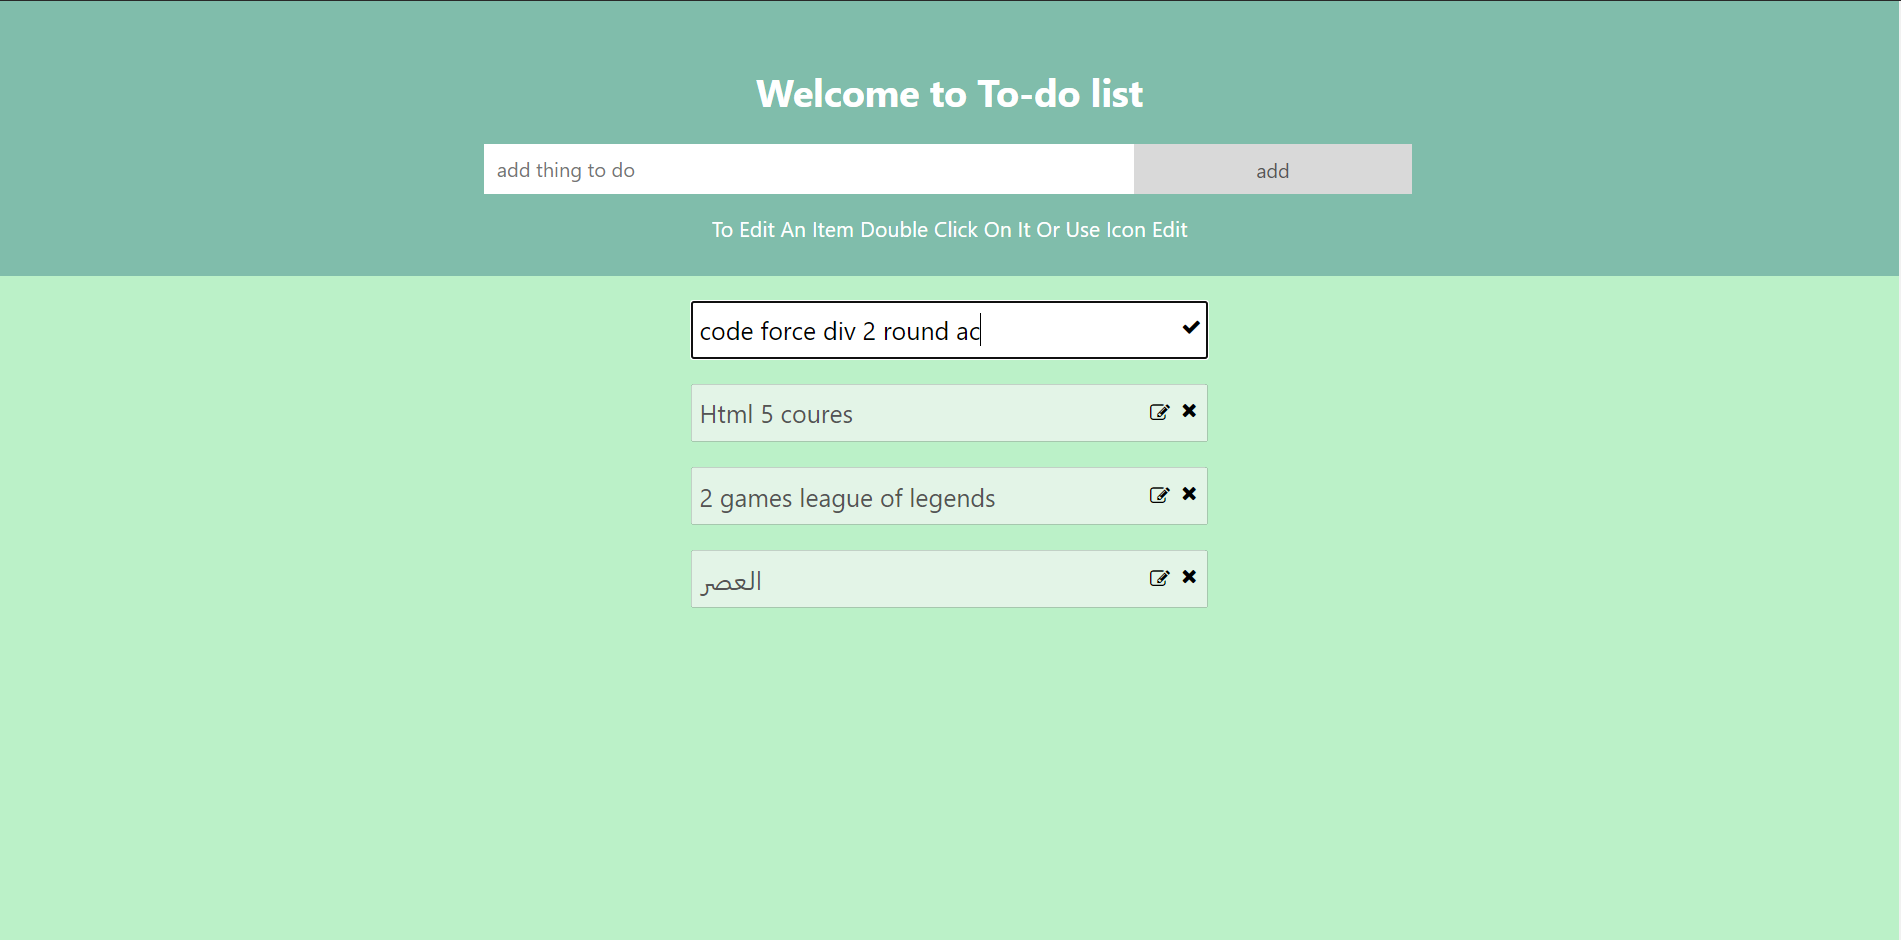 Welcome to To-do list
add thing to do
add
To Edit An Item Double Click On It Or Use Icon Edit
code force div 2 round ac
Html 5 coures
2 games league of legends
العصر